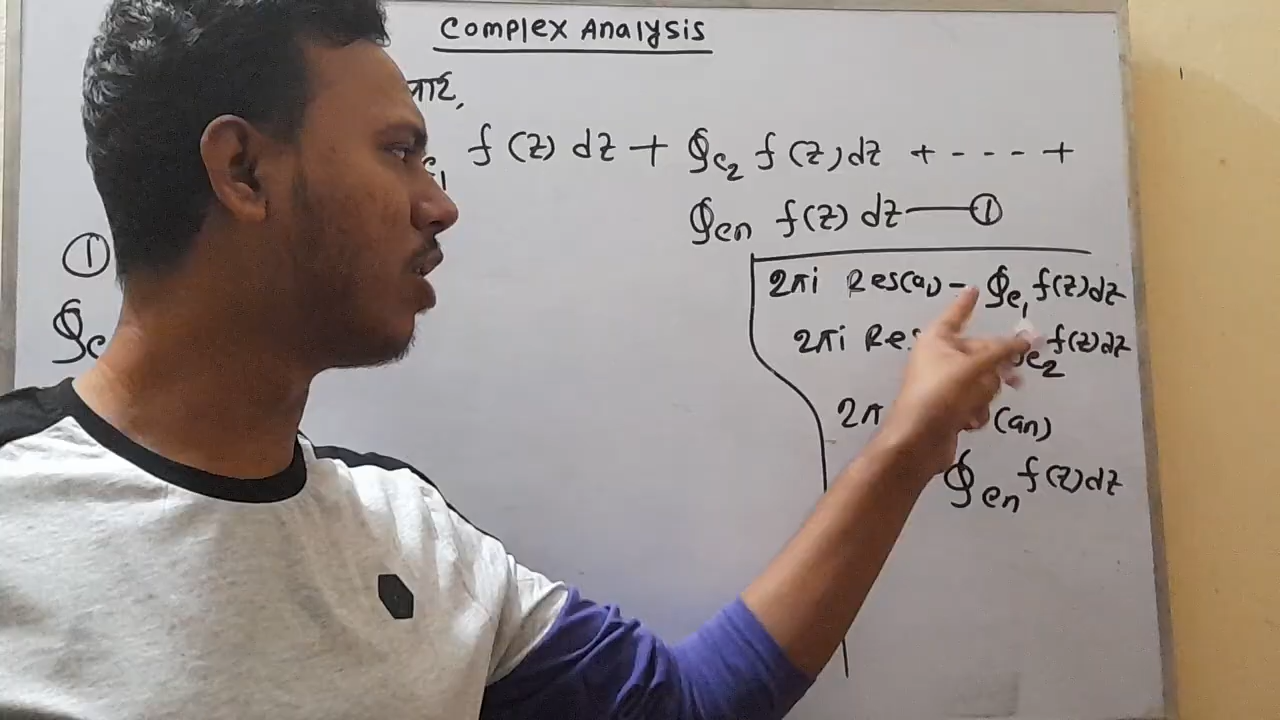 Complex Analysis
f(z) dz + ∮c₂ f(z) dz + - - - - +
∮cn f(z) dz ——①
①
2πi Res(a₁) = ∮c₁ f(z) dz
2πi Res ∮c₂ f(z) dz
2π (an)
∮cn f(z) dz
∮c